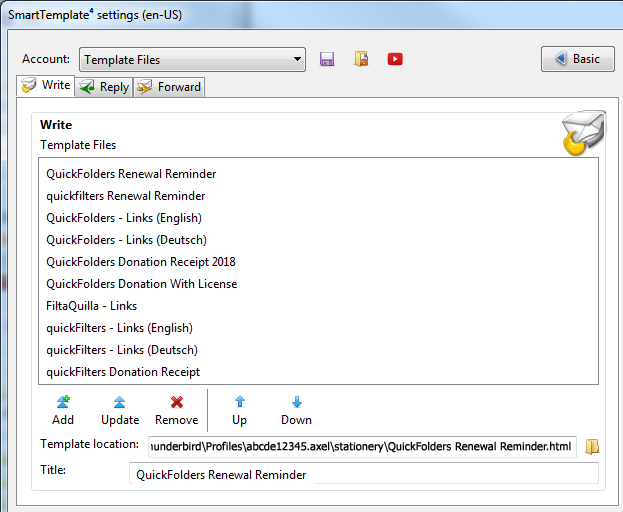 SmartTemplate⁴ settings (en-US)
Account: Template Files Basic
Write Reply Forward
Write
Template Files
QuickFolders Renewal Reminder
quickfilters Renewal Reminder
QuickFolders - Links (English)
QuickFolders - Links (Deutsch)
QuickFolders Donation Receipt 2018
QuickFolders Donation With License
FiltaQuilla - Links
quickFilters - Links (English)
quickFilters - Links (Deutsch)
quickFilters Donation Receipt
Add Update Remove Up Down
Template location: underbird\Profiles\abcde12345.axel\stationery\QuickFolders Renewal Reminder.html
Title: QuickFolders Renewal Reminder